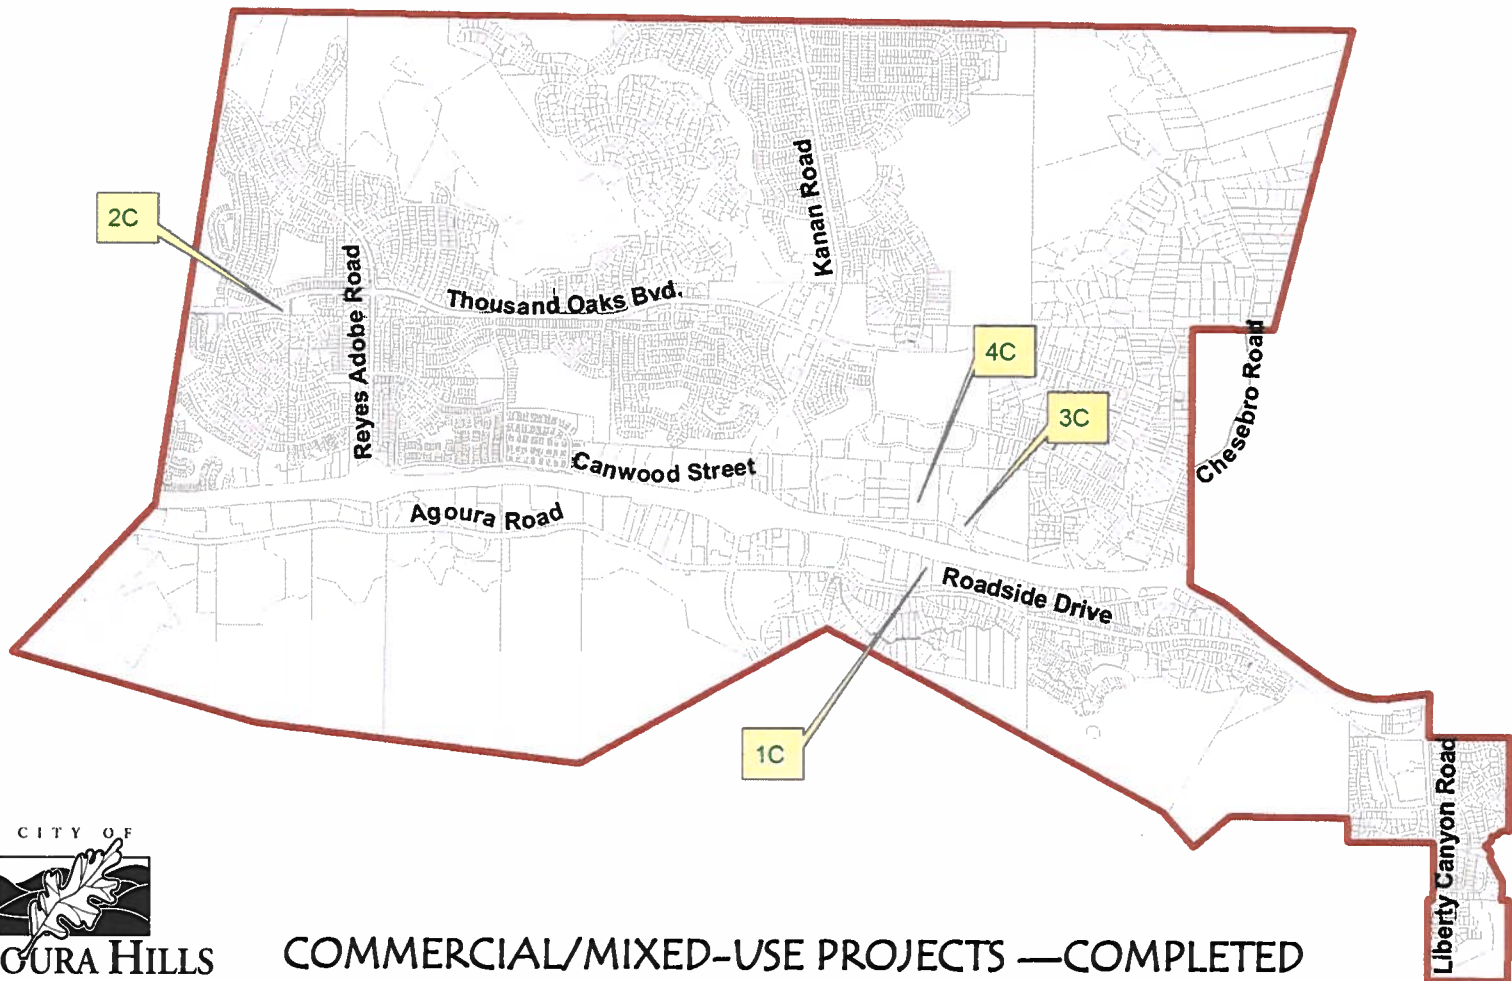 2C
Kanan Road
Reyes Adobe Road
Thousand Oaks Bvd.
4C
3C
Chesebro Road
Canwood Street
Agoura Road
Roadside Drive
1C
Liberty Canyon Road
CITY OF
OURA HILLS
COMMERCIAL/MIXED-USE PROJECTS —COMPLETED